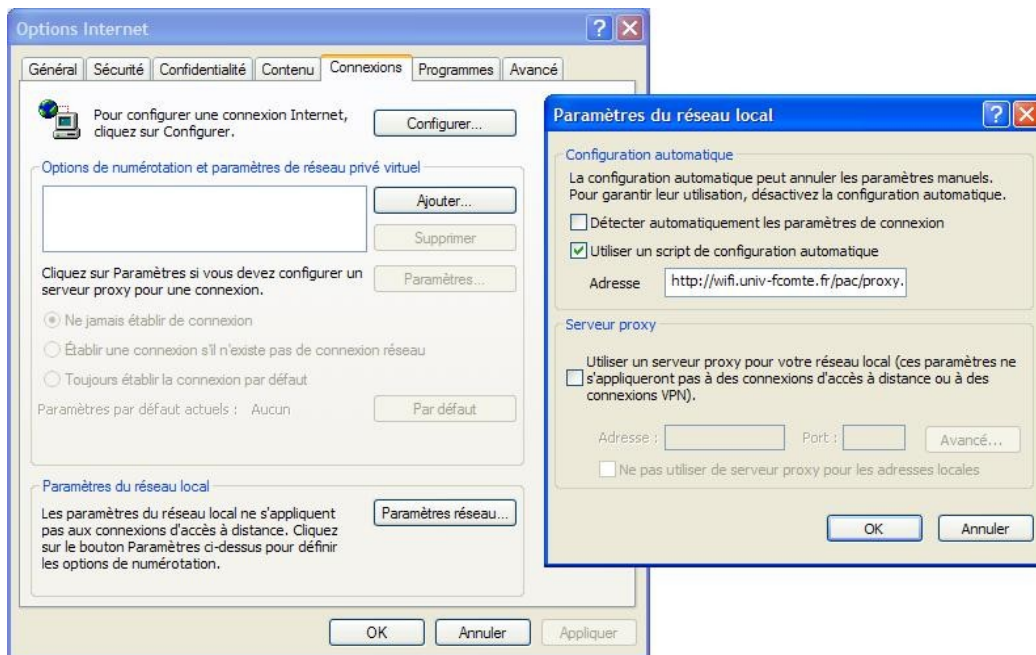 Options Internet
Général Sécurité Confidentialité Contenu Connexions Programmes Avancé
Pour configurer une connexion Internet,
cliquez sur Configurer.
Configurer...
Options de numérotation et paramètres de réseau privé virtuel
Ajouter...
Supprimer
Cliquez sur Paramètres si vous devez configurer un
serveur proxy pour une connexion.
Paramètres...
Ne jamais établir de connexion
Établir une connexion s'il n'existe pas de connexion réseau
Toujours établir la connexion par défaut
Paramètres par défaut actuels : Aucun
Par défaut
Paramètres du réseau local
Les paramètres du réseau local ne s'appliquent
pas aux connexions d'accès à distance. Cliquez
sur le bouton Paramètres ci-dessus pour définir
les options de numérotation.
Paramètres réseau...
OK Annuler Appliquer
Paramètres du réseau local
Configuration automatique
La configuration automatique peut annuler les paramètres manuels.
Pour garantir leur utilisation, désactivez la configuration automatique.
Détecter automatiquement les paramètres de connexion
Utiliser un script de configuration automatique
Adresse http://wifi.univ-fcomte.fr/pac/proxy.
Serveur proxy
Utiliser un serveur proxy pour votre réseau local (ces paramètres ne
s'appliqueront pas à des connexions d'accès à distance ou à des
connexions VPN).
Adresse : Port : Avancé...
Ne pas utiliser de serveur proxy pour les adresses locales
OK Annuler